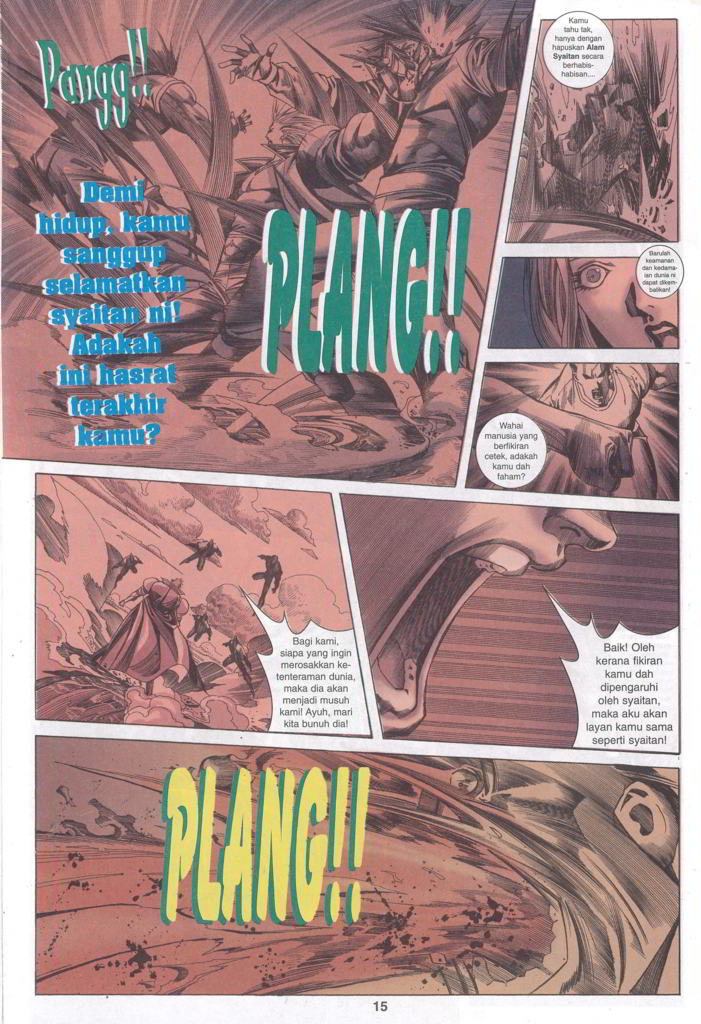 Pangg!!
Demi
hidup, kamu
sanggup
selamatkan
syaitan ni!
Adakah
ini hasrat
terakhir
kamu?
PLANG!!
Kamu
tahu tak,
hanya dengan
hapuskan Alam
Syaitan secara
berhabis-
habisan....
Barulah
keamanan
dan kedama-
ian dunia ni
dapat dikem-
balikan!
Wahai
manusia yang
berfikiran
cetek, adakah
kamu dah
faham?
Bagi kami,
siapa yang ingin
merosakkan ke-
tenteraman dunia,
maka dia akan
menjadi musuh
kami! Ayuh, mari
kita bunuh dia!
Baik! Oleh
kerana fikiran
kamu dah
dipengaruhi
oleh syaitan,
maka aku akan
layan kamu sama
seperti syaitan!
PLANG!!
15